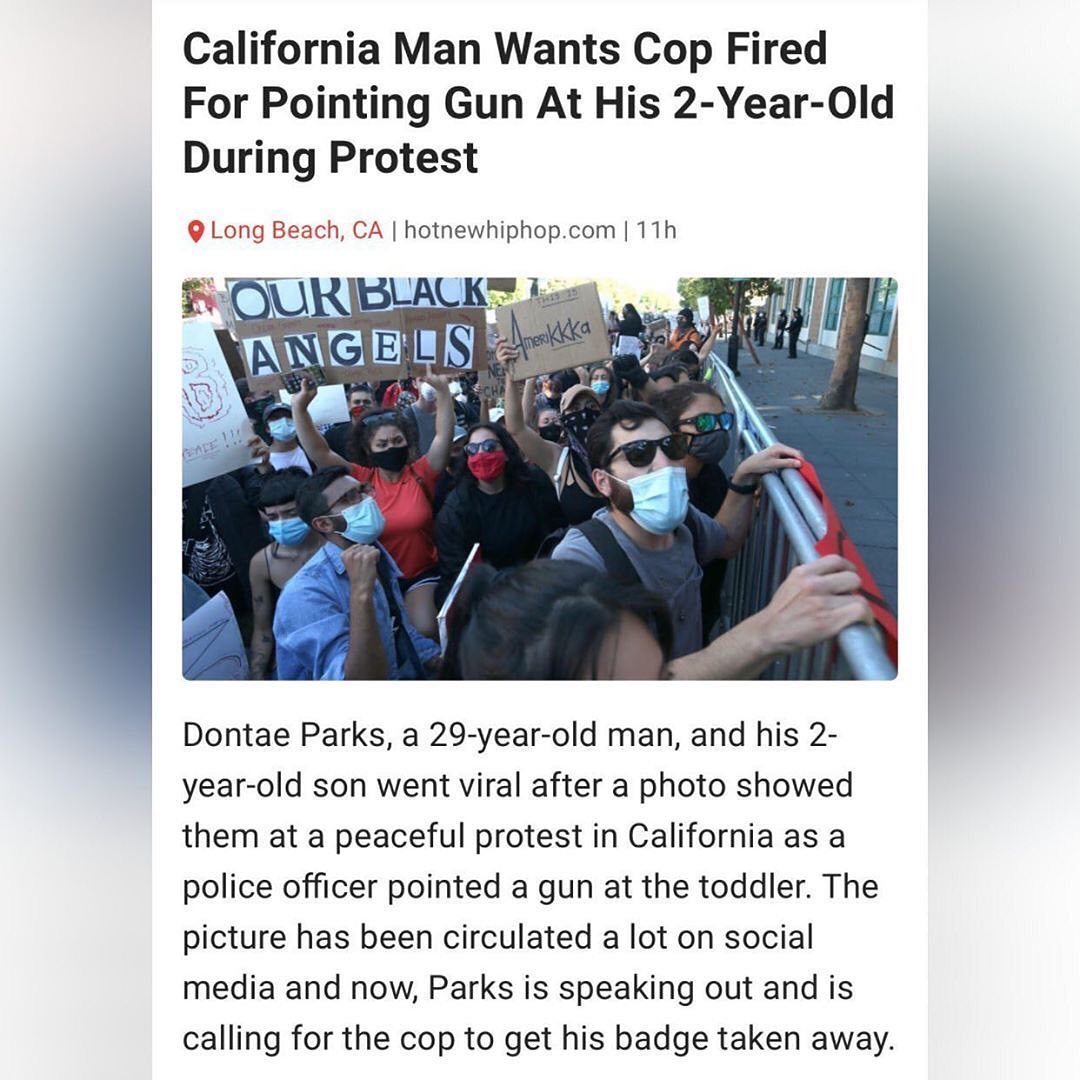 California Man Wants Cop Fired
For Pointing Gun At His 2-Year-Old
During Protest
Long Beach, CA | hotnewhiphop.com | 11h
OUR BLACK
ANGELS
THIS IS
AmeriKKKa
PEACE!!!
Dontae Parks, a 29-year-old man, and his 2-
year-old son went viral after a photo showed
them at a peaceful protest in California as a
police officer pointed a gun at the toddler. The
picture has been circulated a lot on social
media and now, Parks is speaking out and is
calling for the cop to get his badge taken away.